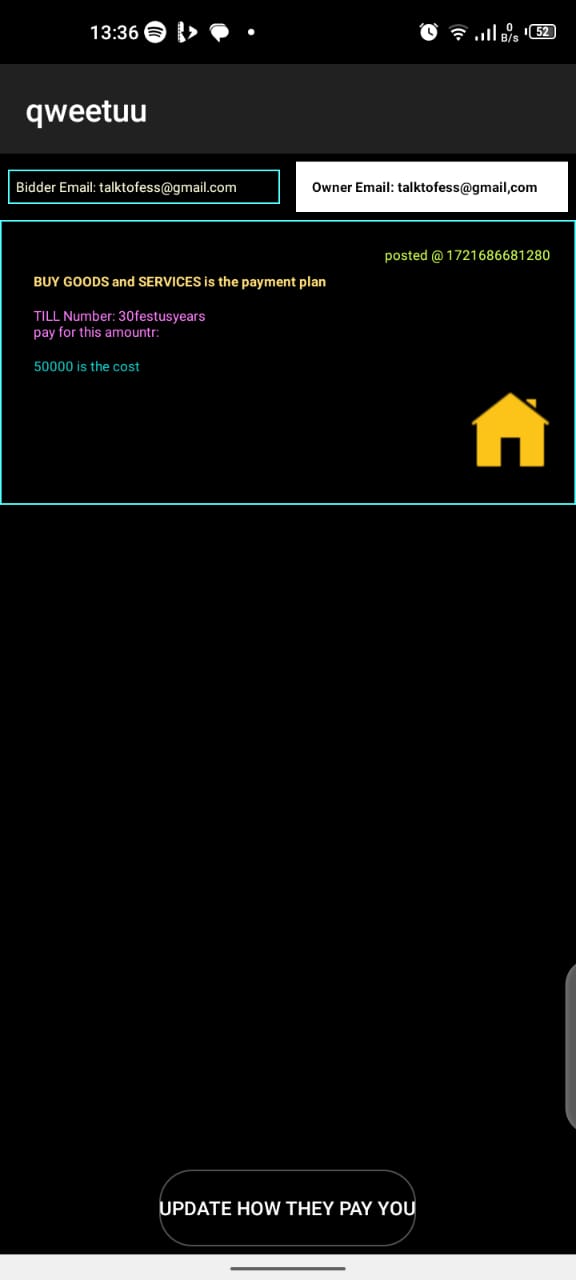 13:36
0
B/s
52
qweetuu
Bidder Email: talktofess@gmail.com
Owner Email: talktofess@gmail,com
posted @ 1721686681280
BUY GOODS and SERVICES is the payment plan
TILL Number: 30festusyears
pay for this amountr:
50000 is the cost
UPDATE HOW THEY PAY YOU